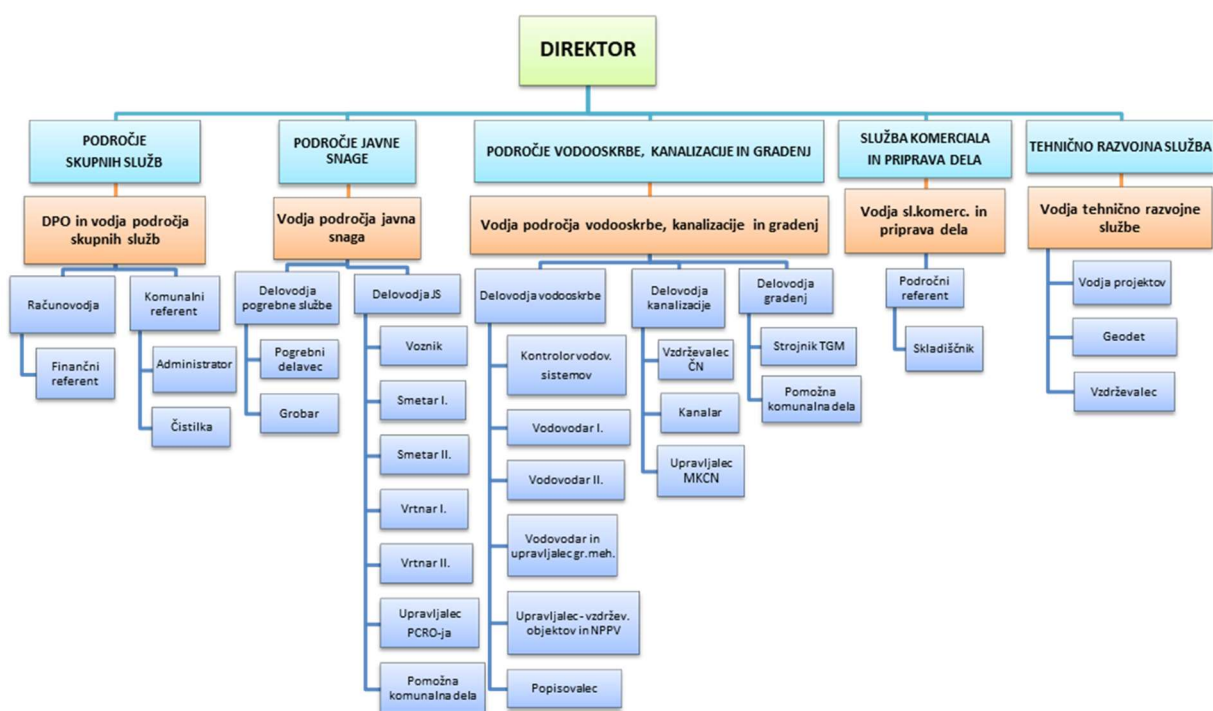 DIREKTOR
PODROČJE
SKUPNIH SLUŽB
PODROČJE JAVNE
SNAGE
PODROČJE VODOOSKRBE, KANALIZACIJE IN GRADENJ
SLUŽBA KOMERCIALA
IN PRIPRAVA DELA
TEHNIČNO RAZVOJNA SLUŽBA
DPO in vodja področja
skupnih služb
Vodja področja javna
snaga
Vodja področja vodooskrbe, kanalizacije in gradenj
Vodja sl.komerc. in
priprava dela
Vodja tehnično razvojne
službe
Računovodja
Finančni
referent
Komunalni
referent
Administrator
Čistilka
Delovodja
pogrebne službe
Pogrebni
delavec
Grobar
Delovodja JS
Voznik
Smetar I.
Smetar II.
Vrtnar I.
Vrtnar II.
Upravljalec
PCRO-ja
Pomožna
komunalna dela
Delovodja vodooskrbe
Kontrolor vodov.
sistemov
Vodovodar I.
Vodovodar II.
Vodovodar in
upravljalec gr.meh.
Upravljalec - vzdržev.
objektov in NPPV
Popisovalec
Delovodja
kanalizacije
Vzdrževalec
ČN
Kanalar
Upravljalec
MKCN
Delovodja
gradenj
Strojnik TGM
Pomožna
komunalna dela
Področni
referent
Skladiščnik
Vodja projektov
Geodet
Vzdrževalec